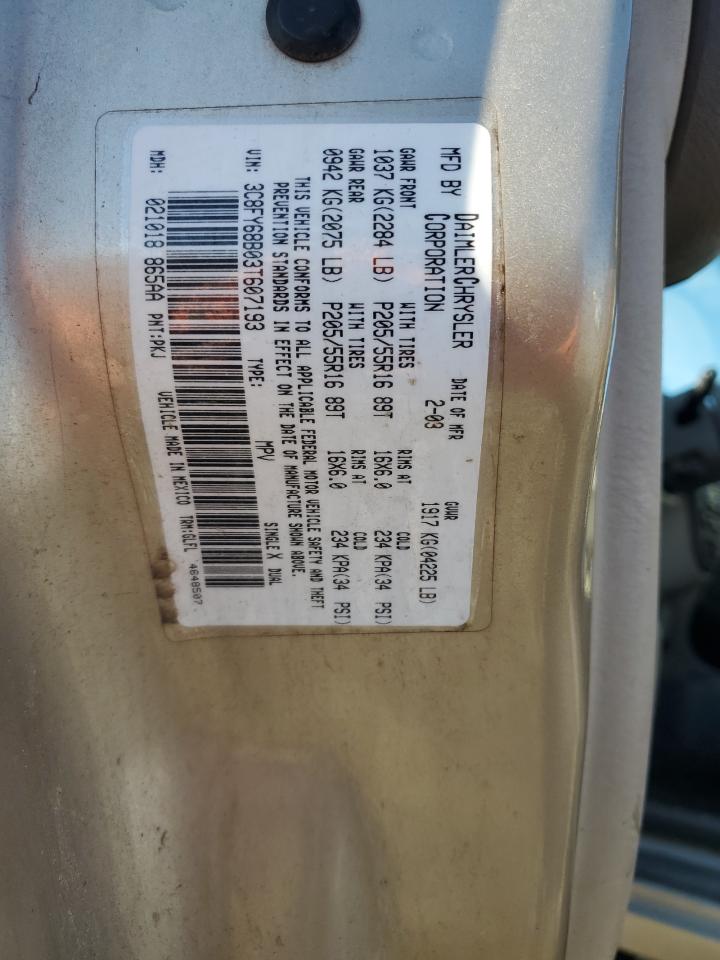 MFD BY DAIMLERCHRYSLER CORPORATION
DATE OF MFR 2-03
GVWR 1917 KG(04225 LB)
GAWR FRONT WITH TIRES RIMS AT COLD
1037 KG(2284 LB) P205/55R16 89T 16X6.0 234 KPA(34 PSI)
GAWR REAR WITH TIRES RIMS AT COLD
0942 KG(2075 LB) P205/55R16 89T 16X6.0 234 KPA(34 PSI)
THIS VEHICLE CONFORMS TO ALL APPLICABLE FEDERAL MOTOR VEHICLE SAFETY AND THEFT
PREVENTION STANDARDS IN EFFECT ON THE DATE OF MANUFACTURE SHOWN ABOVE.
VIN: 3C8FY68B03T607193 TYPE: MPV SINGLE X DUAL
MDH: 021018 865AA PNT:PKJ VEHICLE MADE IN MEXICO TRM:GLFL 4648507